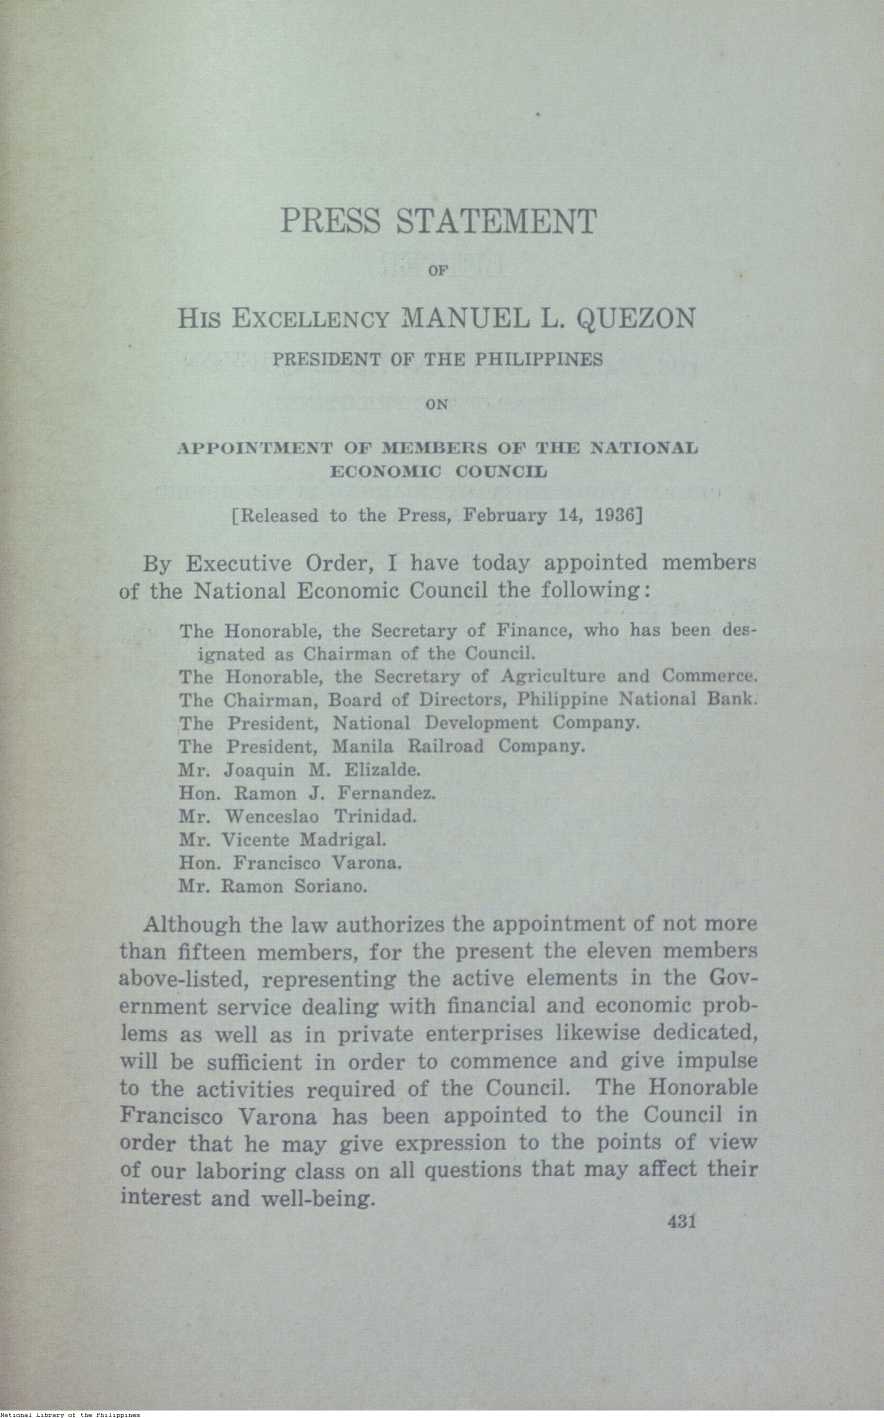 PRESS STATEMENT
OF
HIS EXCELLENCY MANUEL L. QUEZON
PRESIDENT OF THE PHILIPPINES
ON
APPOINTMENT OF MEMBERS OF THE NATIONAL
ECONOMIC COUNCIL
[Released to the Press, February 14, 1936]
By Executive Order, I have today appointed members
of the National Economic Council the following:
The Honorable, the Secretary of Finance, who has been des-
ignated as Chairman of the Council.
The Honorable, the Secretary of Agriculture and Commerce.
The Chairman, Board of Directors, Philippine National Bank.
The President, National Development Company.
The President, Manila Railroad Company.
Mr. Joaquin M. Elizalde.
Hon. Ramon J. Fernandez.
Mr. Wenceslao Trinidad.
Mr. Vicente Madrigal.
Hon. Francisco Varona.
Mr. Ramon Soriano.
Although the law authorizes the appointment of not more
than fifteen members, for the present the eleven members
above-listed, representing the active elements in the Gov-
ernment service dealing with financial and economic prob-
lems as well as in private enterprises likewise dedicated,
will be sufficient in order to commence and give impulse
to the activities required of the Council. The Honorable
Francisco Varona has been appointed to the Council in
order that he may give expression to the points of view
of our laboring class on all questions that may affect their
interest and well-being.
431
National Library of the Philippines